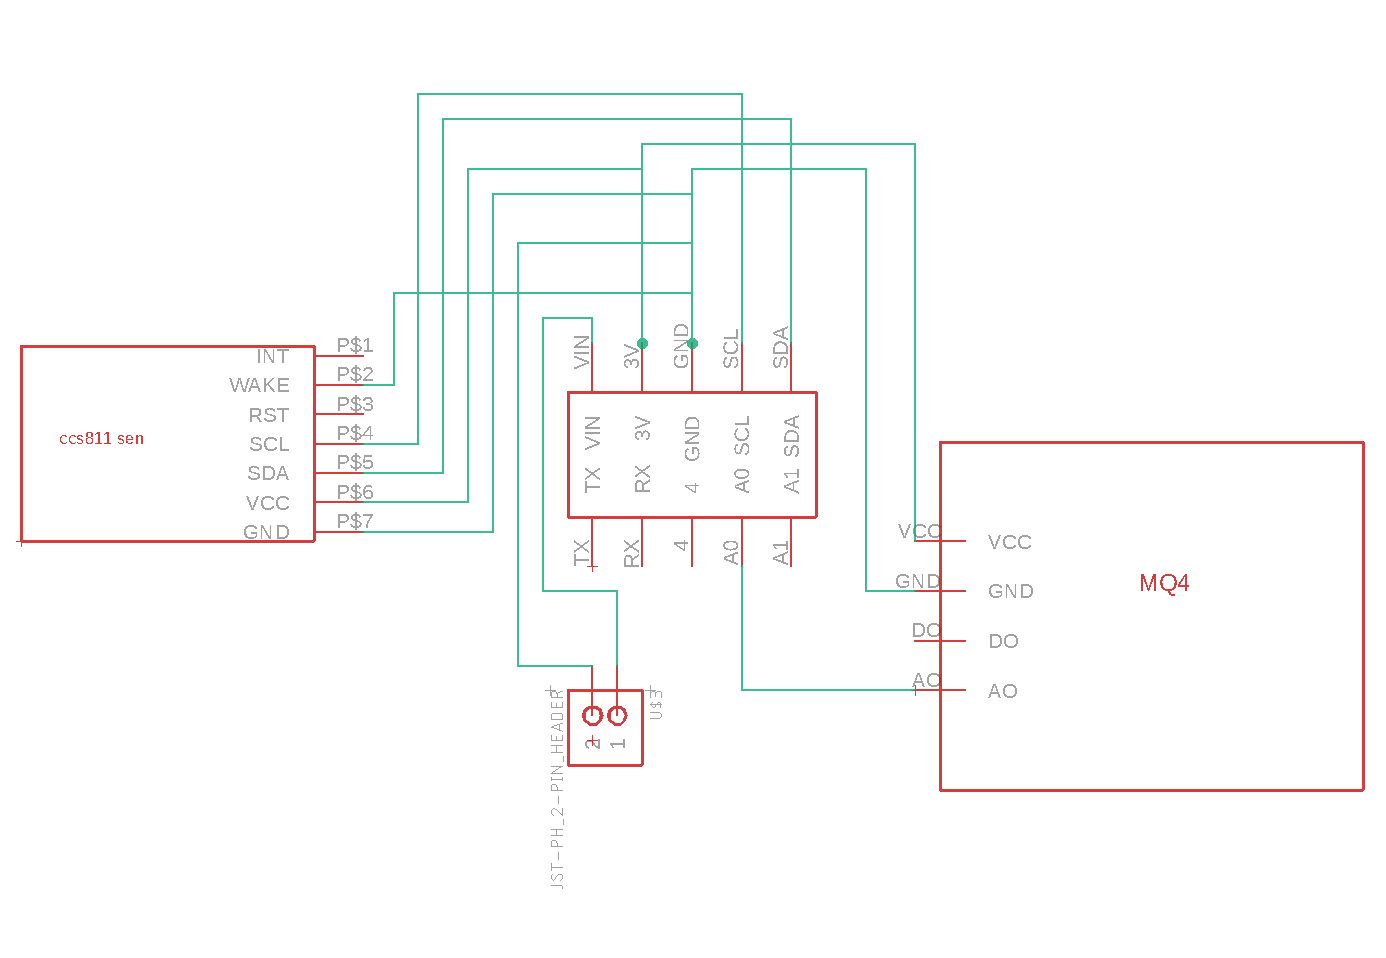 P$1
INT
P$2
WAKE
P$3
RST
P$4
SCL
P$5
SDA
P$6
VCC
P$7
GND
ccs811 sen
VIN
3V
GND
SCL
SDA
VIN
3V
GND
SCL
SDA
TX
RX
4
A0
A1
TX
RX
4
A0
A1
VCC
VCC
GND
GND
DO
DO
AO
AO
MQ4
JST-PH_2-PIN_HEADER
U$3
2
1